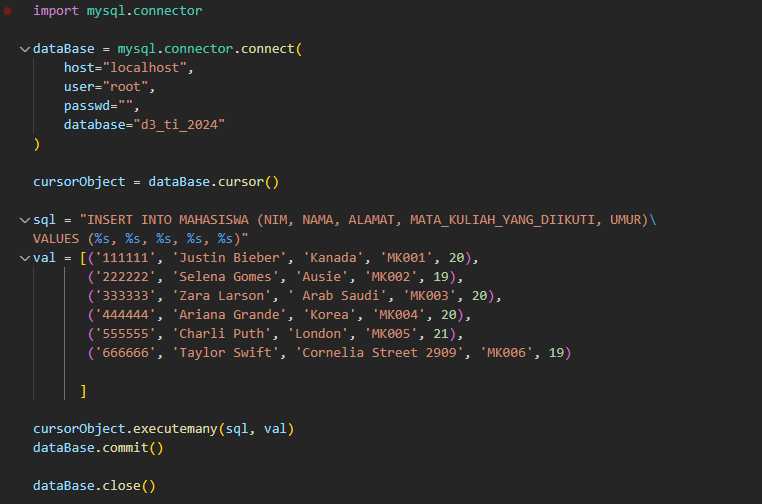 import mysql.connector
dataBase = mysql.connector.connect(
host="localhost",
user="root",
passwd="",
database="d3_ti_2024"
)
cursorObject = dataBase.cursor()
sql = "INSERT INTO MAHASISWA (NIM, NAMA, ALAMAT, MATA_KULIAH_YANG_DIIKUTI, UMUR)\
VALUES (%s, %s, %s, %s, %s)"
val = [('111111', 'Justin Bieber', 'Kanada', 'MK001', 20),
('222222', 'Selena Gomes', 'Ausie', 'MK002', 19),
('333333', 'Zara Larson', ' Arab Saudi', 'MK003', 20),
('444444', 'Ariana Grande', 'Korea', 'MK004', 20),
('555555', 'Charli Puth', 'London', 'MK005', 21),
('666666', 'Taylor Swift', 'Cornelia Street 2909', 'MK006', 19)
]
cursorObject.executemany(sql, val)
dataBase.commit()
dataBase.close()